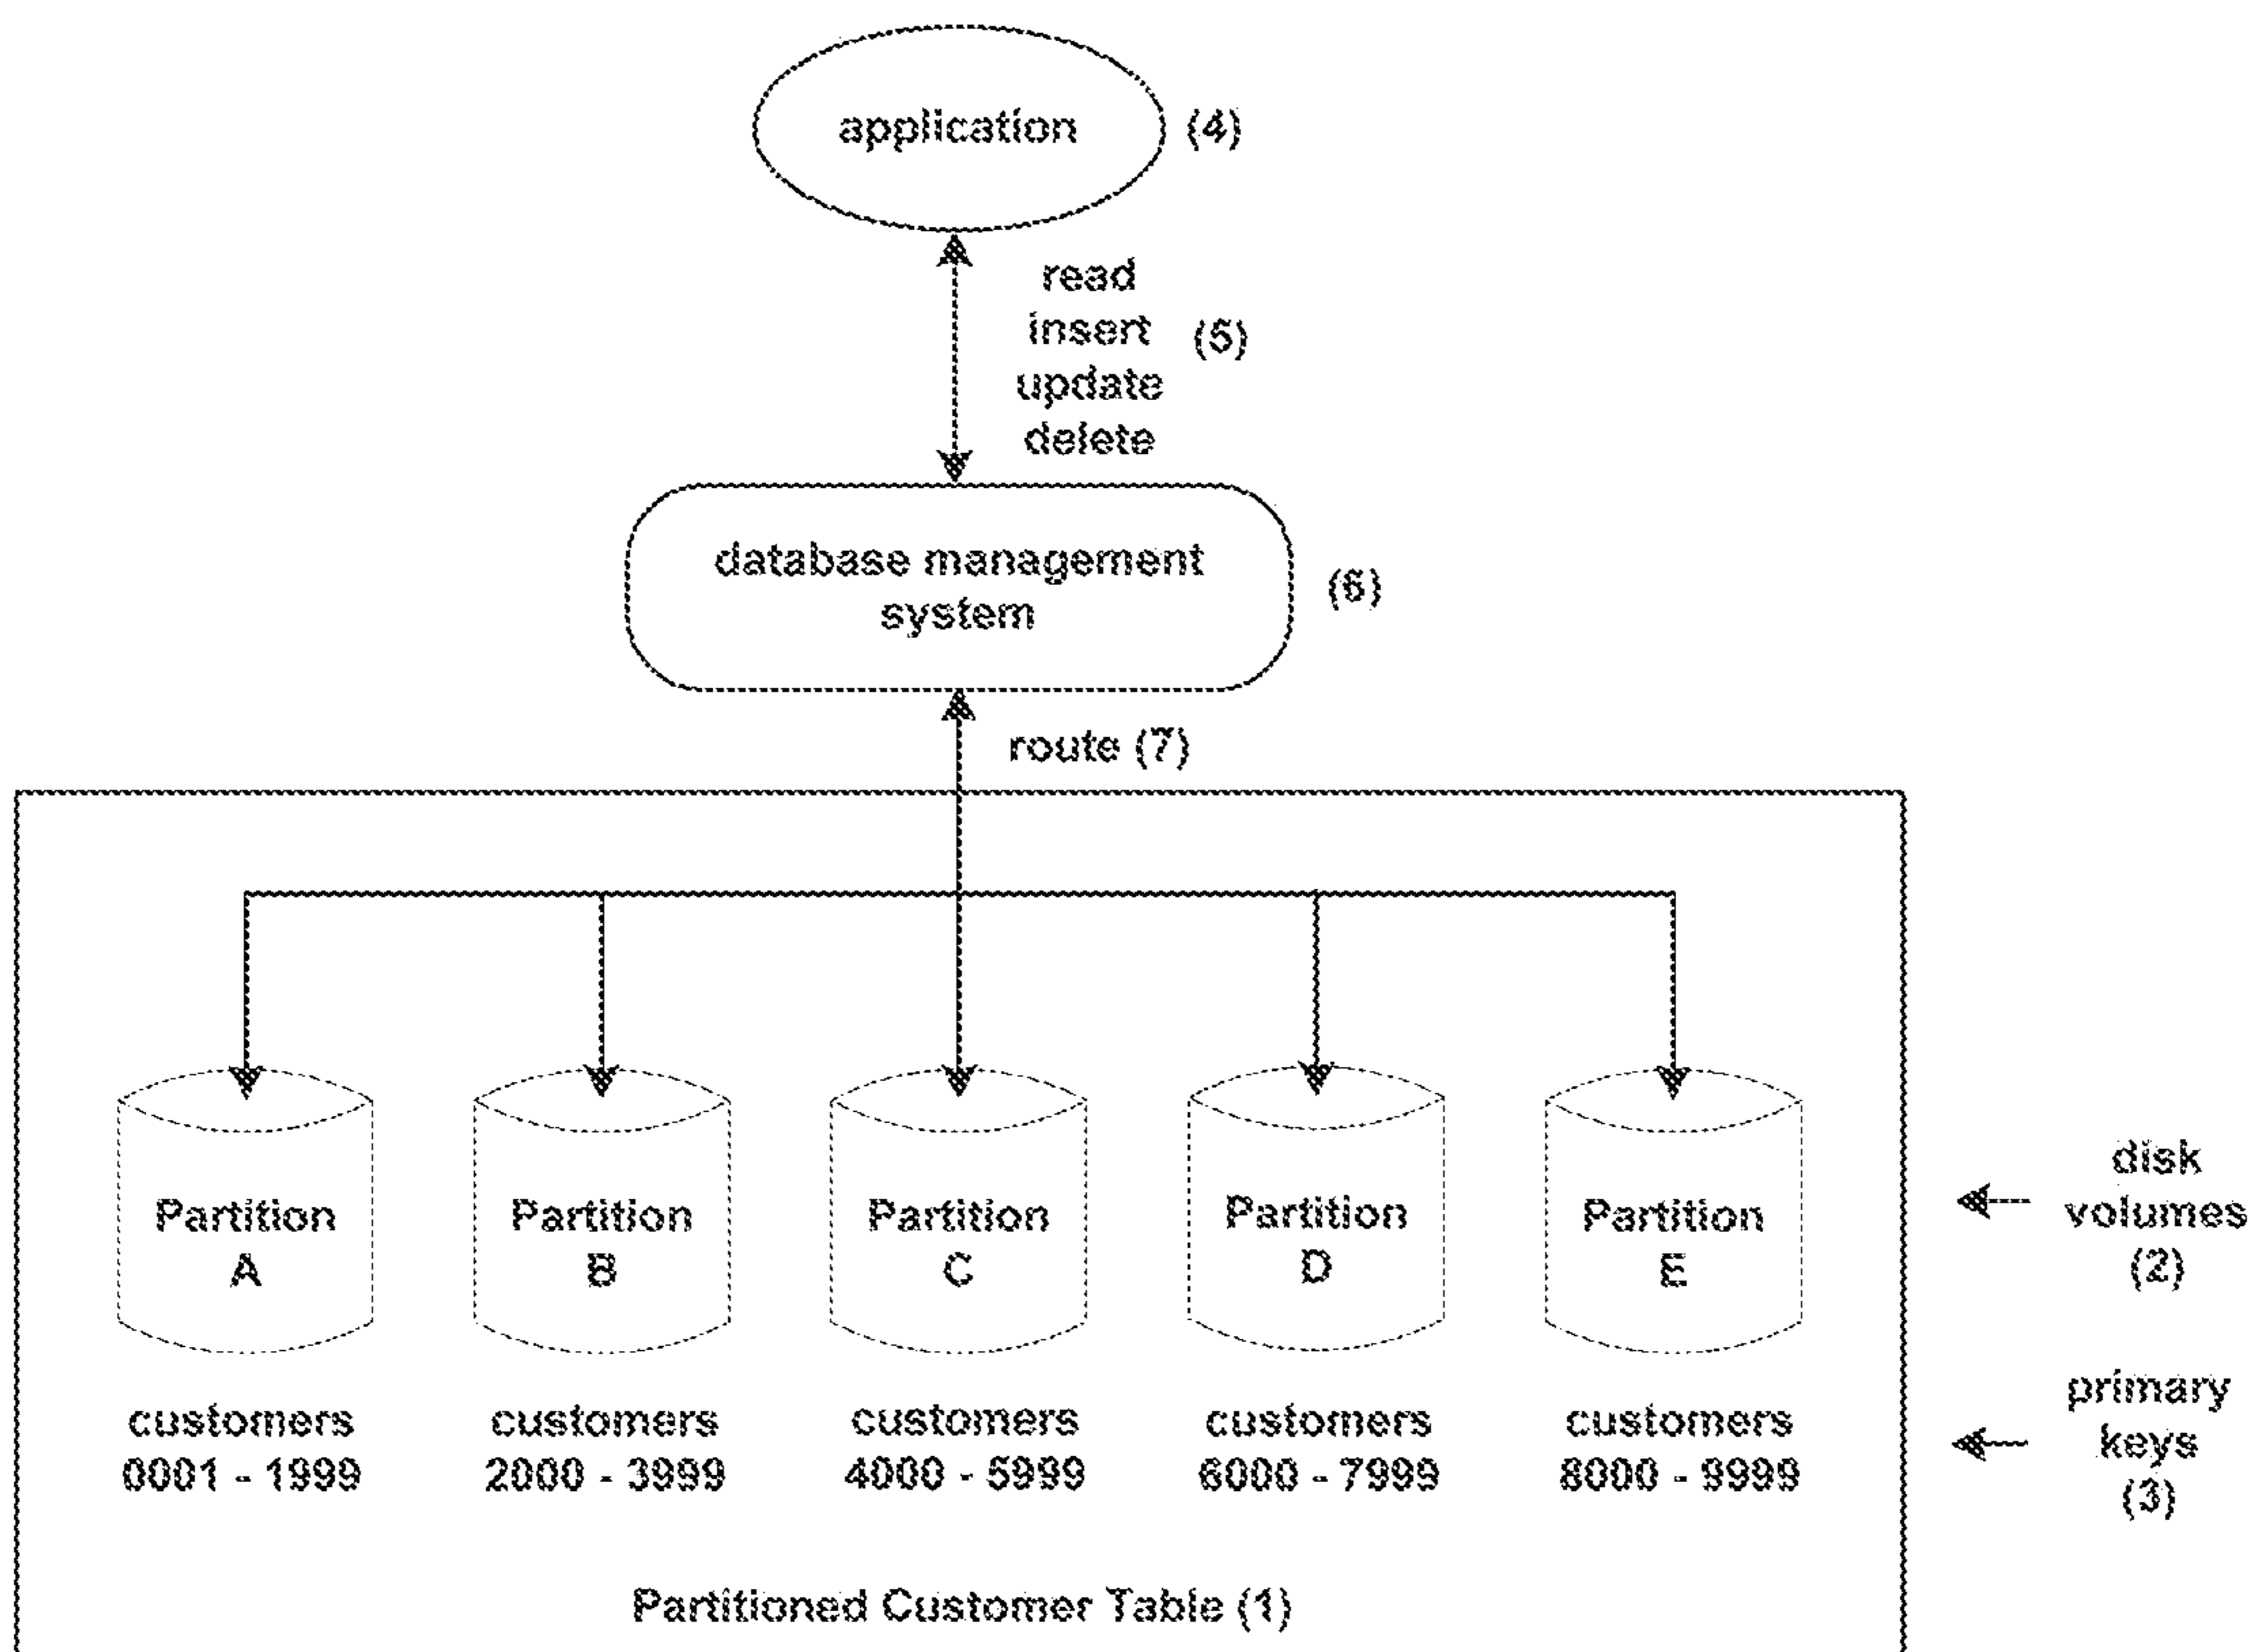 application (4)
read
insert (5)
update
delete
database management
system
(6)
route (7)
Partition
A
Partition
B
Partition
C
Partition
D
Partition
E
disk
volumes
(2)
customers
0001 - 1999
customers
2000 - 3999
customers
4000 - 5999
customers
6000 - 7999
customers
8000 - 9999
primary
keys
(3)
Partitioned Customer Table (1)